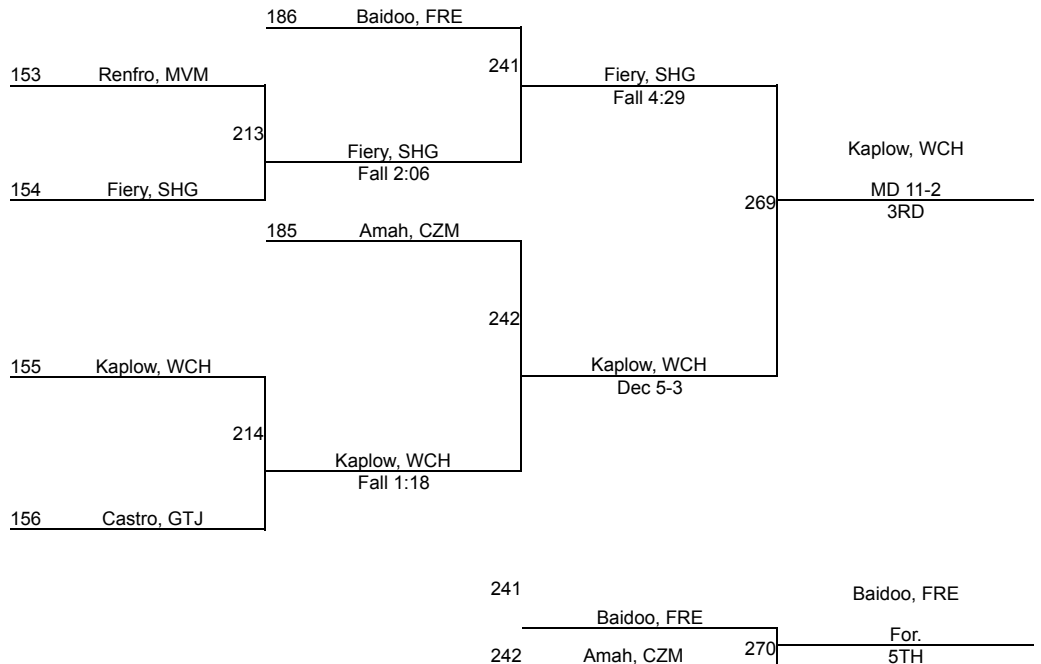 186 Baidoo, FRE
241
153 Renfro, MVM
Fiery, SHG
Fall 4:29
213
Fiery, SHG
Fall 2:06
Kaplow, WCH
154 Fiery, SHG
269
MD 11-2
3RD
185 Amah, CZM
242
155 Kaplow, WCH
Kaplow, WCH
Dec 5-3
214
Kaplow, WCH
Fall 1:18
156 Castro, GTJ
241
Baidoo, FRE
Baidoo, FRE
For.
242 Amah, CZM
270
5TH